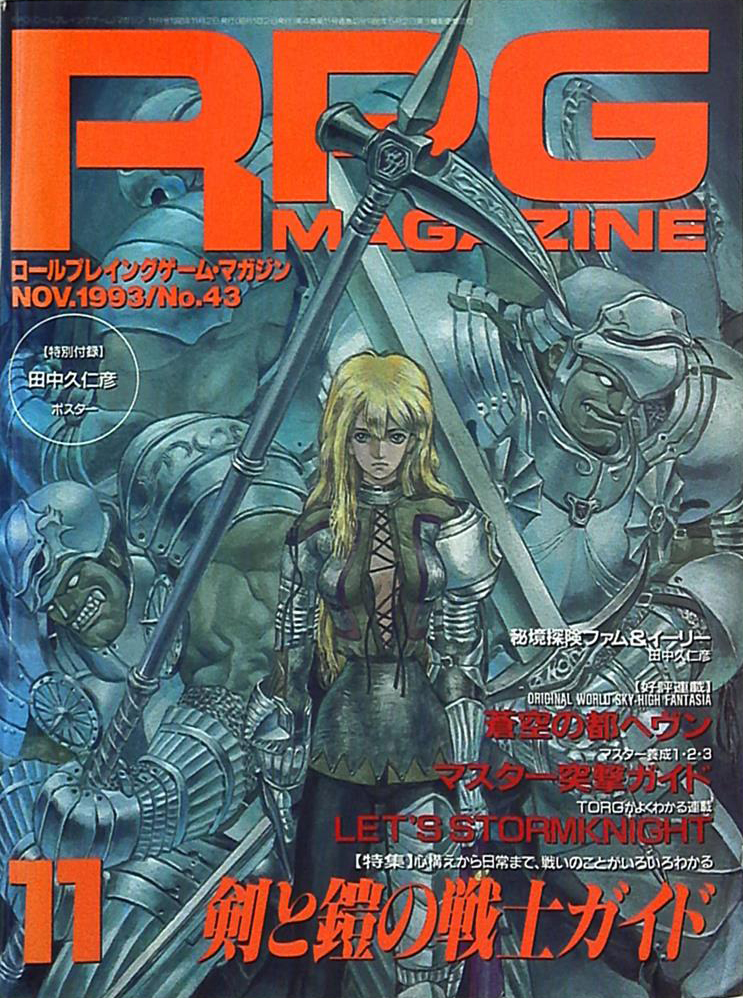 RPG
MAGAZINE
ロールプレイングゲーム・マガジン
NOV.1993/No.43
【特別付録】
田中久仁彦
ポスター
秘境探険ファム&イーリー
田中久仁彦
【好評連載】
ORIGINAL WORLD SKY-HIGH FANTASIA
蒼空の都へヴン
マスター養成1・2・3
マスター突撃ガイド
TORGがよくわかる連載
LET'S STORMKNIGHT
【特集】心構えから日常まで、戦いのことがいろいろわかる
剣と鎧の戦士ガイド
11